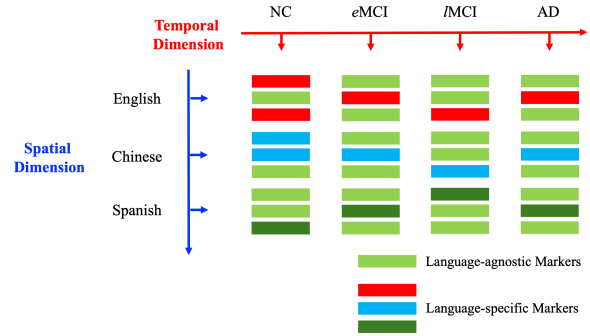 NC eMCI lMCI AD
Temporal
Dimension
English
Chinese
Spanish
Spatial
Dimension
Language-agnostic Markers
Language-specific Markers